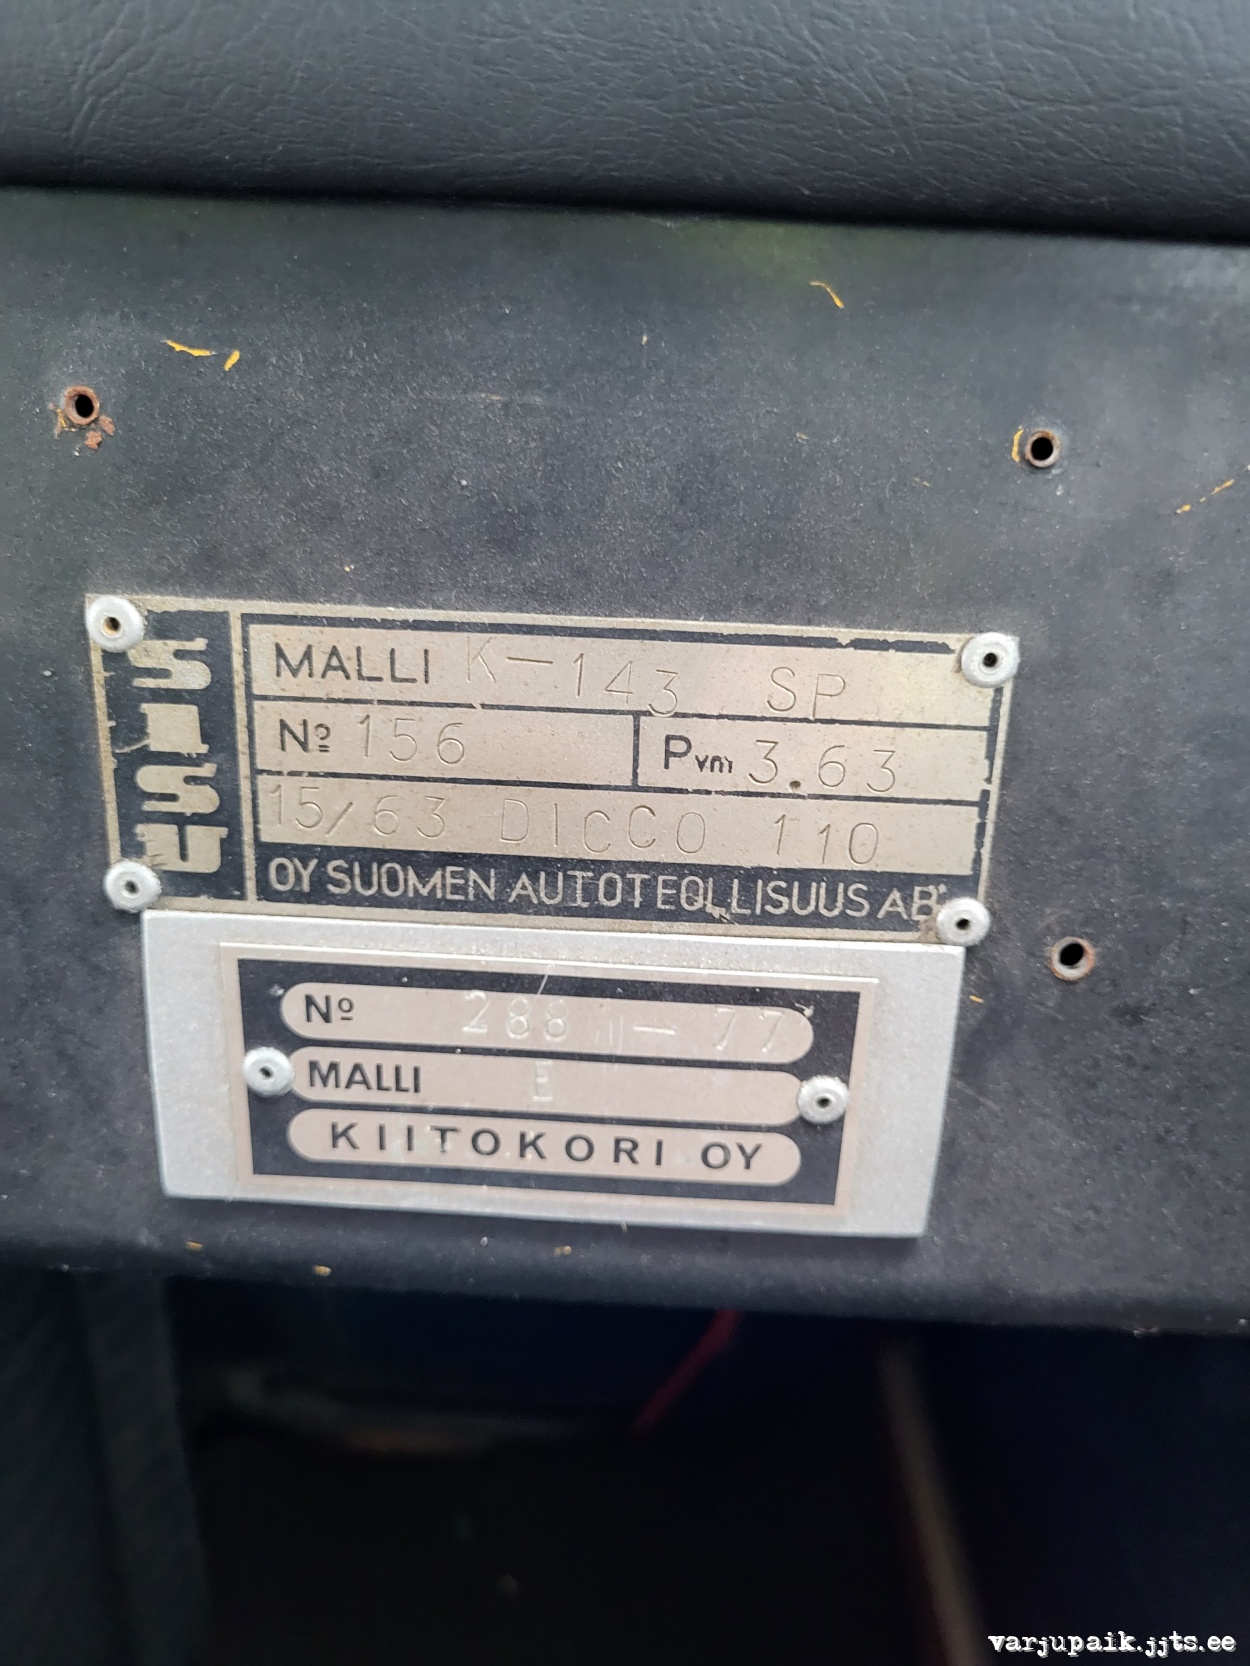 SISU
MALLI K-143 SP
Nº 156 Pvm 3.63
15/63 DICCO 110
OY SUOMEN AUTOTEOLLISUUS AB
Nº 288 - 77
MALLI E
KIITOKORI OY
varjupaik.jjts.ee